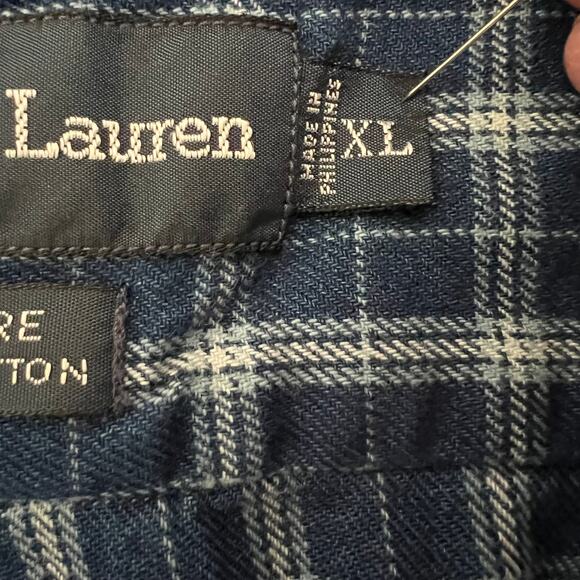 Lauren
MADE IN
PHILIPPINES
XL
RE
TTON